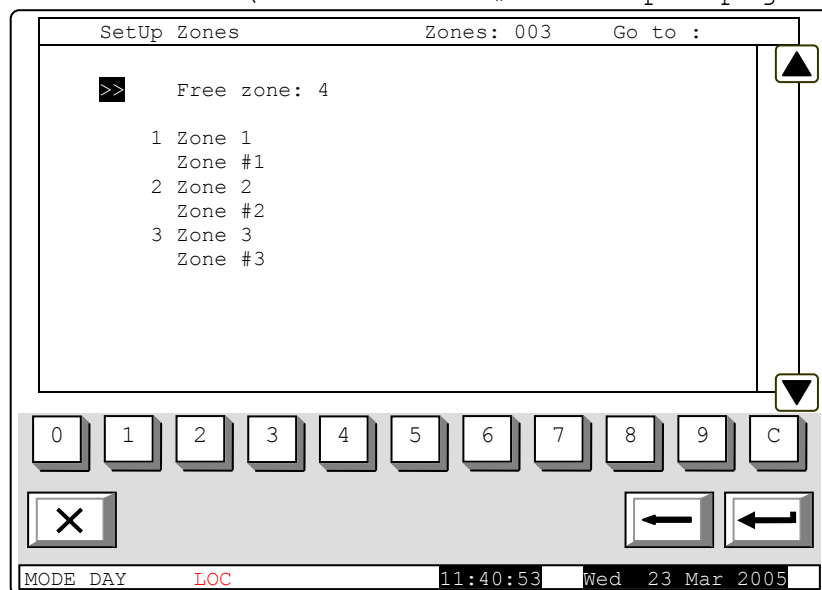 SetUp Zones Zones: 003 Go to :
>> Free zone: 4
1 Zone 1
Zone #1
2 Zone 2
Zone #2
3 Zone 3
Zone #3
0 1 2 3 4 5 6 7 8 9 C
MODE DAY LOC 11:40:53 Wed 23 Mar 2005